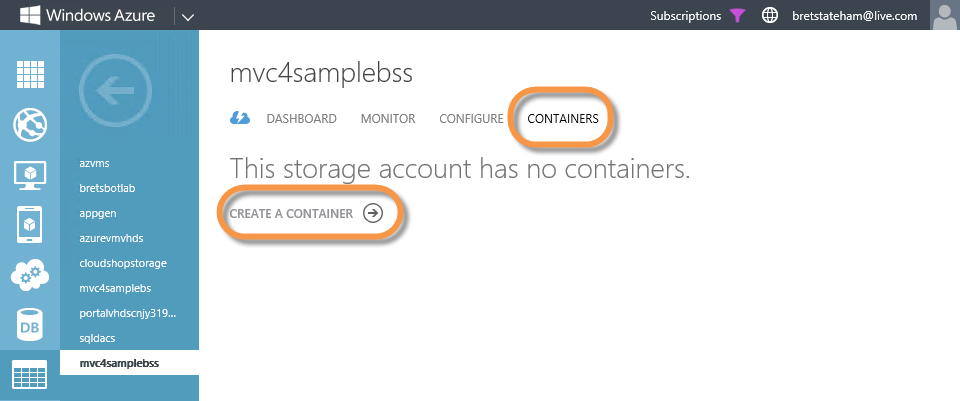 Windows Azure
Subscriptions
bretstateham@live.com
mvc4samplebss
DASHBOARD MONITOR CONFIGURE CONTAINERS
This storage account has no containers.
CREATE A CONTAINER
azvms
bretsbotlab
appgen
azurevmvhds
cloudshopstorage
mvc4samplebs
portalvhdscnjy319...
sqldacs
mvc4samplebss
DB